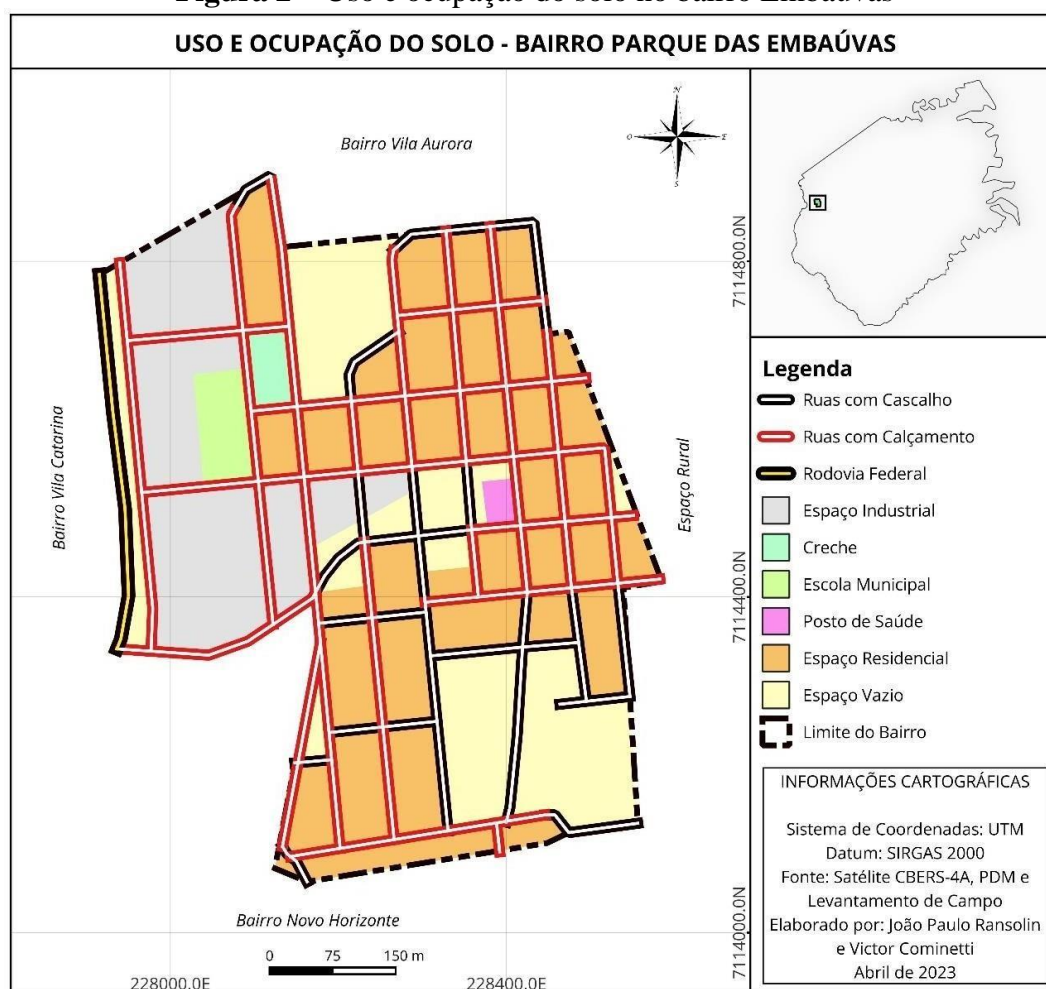 Figura 2 – Uso e ocupação do solo no bairro Embaúvas
USO E OCUPAÇÃO DO SOLO - BAIRRO PARQUE DAS EMBAÚVAS
Bairro Vila Aurora
N
O
E
S
7114800.0N
Bairro Vila Catarina
Espaço Rural
7114400.0N
Bairro Novo Horizonte
0 75 150 m
7114000.0N
228000.0E
228400.0E
Legenda
Ruas com Cascalho
Ruas com Calçamento
Rodovia Federal
Espaço Industrial
Creche
Escola Municipal
Posto de Saúde
Espaço Residencial
Espaço Vazio
Limite do Bairro
INFORMAÇÕES CARTOGRÁFICAS
Sistema de Coordenadas: UTM
Datum: SIRGAS 2000
Fonte: Satélite CBERS-4A, PDM e
Levantamento de Campo
Elaborado por: João Paulo Ransolin
e Victor Cominetti
Abril de 2023